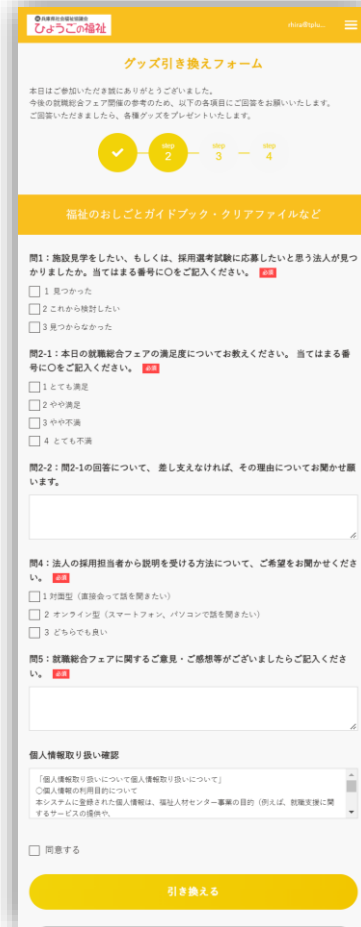 兵庫県社会福祉協議会
ひょうごの福祉
グッズ引き換えフォーム
本日はご参加いただき誠にありがとうございました。
今後の就職総合フェア開催の参考のため、以下の各項目にご回答をお願いいたします。
ご回答いただきましたら、各種グッズをプレゼントいたします。
step
2
step
3
step
4
福祉のおしごとガイドブック・クリアファイルなど
問1：施設見学をしたい、もしくは、採用選考試験に応募したいと思う法人が見つ
かりましたか。当てはまる番号に〇をご記入ください。 必須
1 見つかった
2 これから検討したい
3 見つからなかった
問2-1：本日の就職総合フェアの満足度についてお教えください。 当てはまる番
号に〇をご記入ください。 必須
1 とても満足
2 やや満足
3 やや不満
4 とても不満
問2-2：問2-1の回答について、 差し支えなければ、その理由についてお聞かせ願
います。
問4：法人の採用担当者から説明を受ける方法について、ご希望をお聞かせくださ
い。 必須
1 対面型（直接会って話を聞きたい）
2 オンライン型（スマートフォン、パソコンで話を聞きたい）
3 どちらでも良い
問5：就職総合フェアに関するご意見・ご感想等がございましたらご記入くださ
い。 必須
個人情報取り扱い確認
「個人情報取り扱いについて個人情報取り扱いについて」
〇個人情報の利用目的について
本システムに登録された個人情報は、福祉人材センター事業の目的（例えば、就職支援に関
するサービスの提供や、
同意する
引き換える